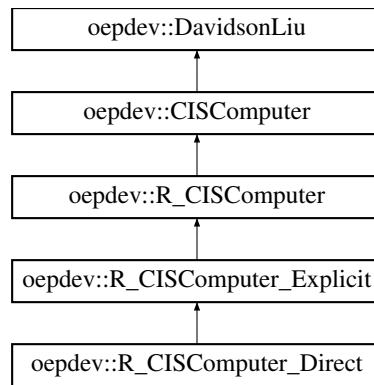 oepdev::DavidsonLiu
oepdev::CISComputer
oepdev::R_CISComputer
oepdev::R_CISComputer_Explicit
oepdev::R_CISComputer_Direct